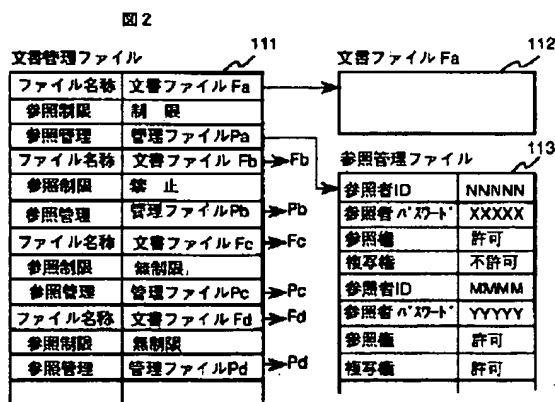 図2
文書管理ファイル
111
ファイル名称 文書ファイル Fa
参照制限 制 限
参照管理 管理ファイルPa
ファイル名称 文書ファイル Fb Fb
参照制限 禁 止
参照管理 管理ファイルPb Pb
ファイル名称 文書ファイル Fc Fc
参照制限 無制限
参照管理 管理ファイルPc Pc
ファイル名称 文書ファイル Fd Fd
参照制限 無制限
参照管理 管理ファイルPd Pd
文書ファイル Fa
112
参照管理ファイル
113
参照者ID NNNNN
参照者パスワード XXXXX
参照権 許可
複写権 不許可
参照者ID MMMM
参照者パスワード YYYYY
参照権 許可
複写権 許可